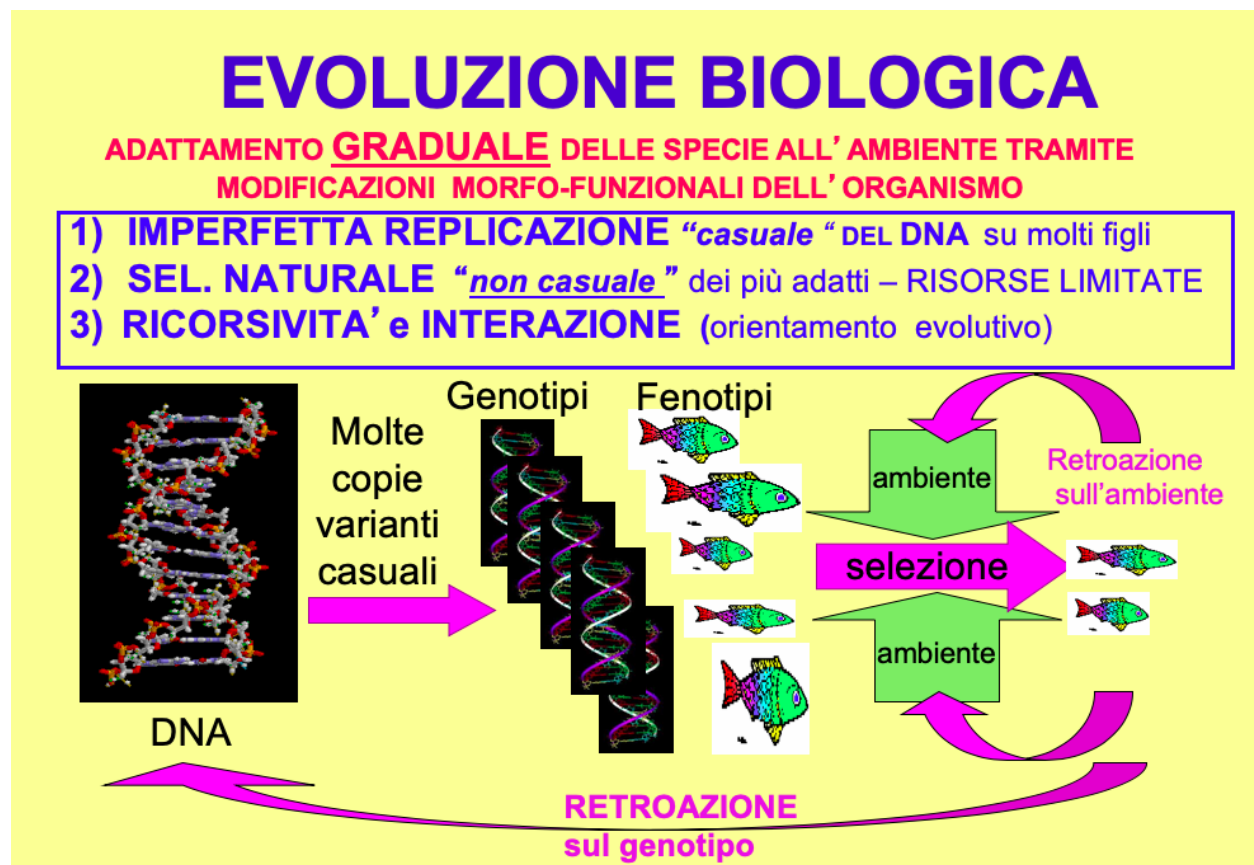 EVOLUZIONE BIOLOGICA
ADATTAMENTO GRADUALE DELLE SPECIE ALL’ AMBIENTE TRAMITE
MODIFICAZIONI MORFO-FUNZIONALI DELL’ ORGANISMO
1) IMPERFETTA REPLICAZIONE “casuale “ DEL DNA su molti figli
2) SEL. NATURALE “non casuale ” dei più adatti – RISORSE LIMITATE
3) RICORSIVITA’ e INTERAZIONE (orientamento evolutivo)
Genotipi
Fenotipi
Molte
copie
varianti
casuali
DNA
ambiente
Retroazione
sull’ambiente
selezione
ambiente
RETROAZIONE
sul genotipo